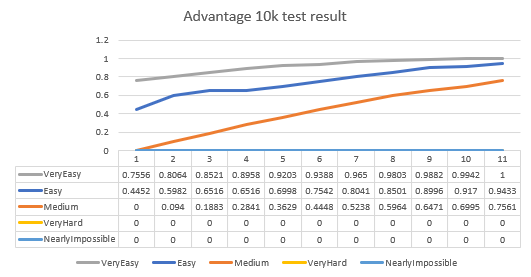 Advantage 10k test result
1.2
1
0.8
0.6
0.4
0.2
0
1 2 3 4 5 6 7 8 9 10 11
VeryEasy 0.7556 0.8064 0.8521 0.8958 0.9203 0.9388 0.965 0.9803 0.9882 0.9942 1
Easy 0.4452 0.5982 0.6516 0.6516 0.6998 0.7542 0.8041 0.8501 0.8996 0.917 0.9433
Medium 0 0.094 0.1883 0.2841 0.3629 0.4448 0.5238 0.5964 0.6471 0.6995 0.7561
VeryHard 0 0 0 0 0 0 0 0 0 0 0
NearlyImpossible 0 0 0 0 0 0 0 0 0 0 0
VeryEasy Easy Medium VeryHard NearlyImpossible